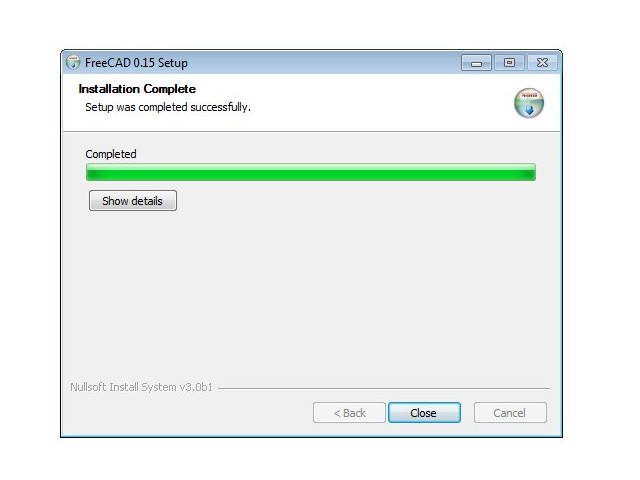 FreeCAD 0.15 Setup
Installation Complete
Setup was completed successfully.
Completed
Show details
Nullsoft Install System v3.0b1
< Back
Close
Cancel